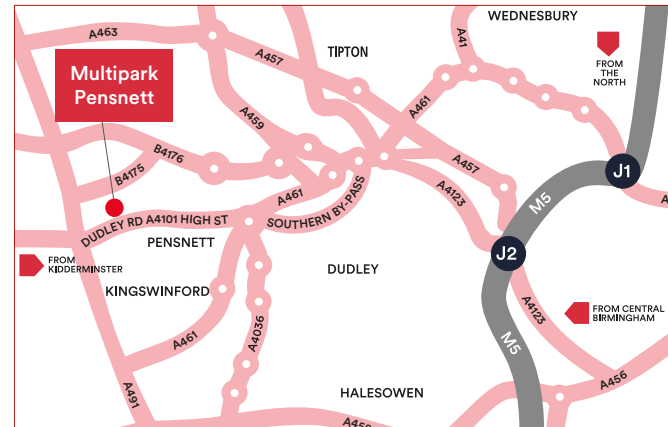 WEDNESBURY
A463
A41
TIPTON
A457
FROM
THE
NORTH
Multipark
Pensnett
A461
A459
B4176
B4175
A457
J1
A461
A4123
M5
DUDLEY RD A4101 HIGH ST
SOUTHERN BY-PASS
PENSNETT
J2
FROM
KIDDERMINSTER
DUDLEY
KINGSWINFORD
A4123
FROM CENTRAL
BIRMINGHAM
A461
A4036
M5
A456
A491
HALESOWEN